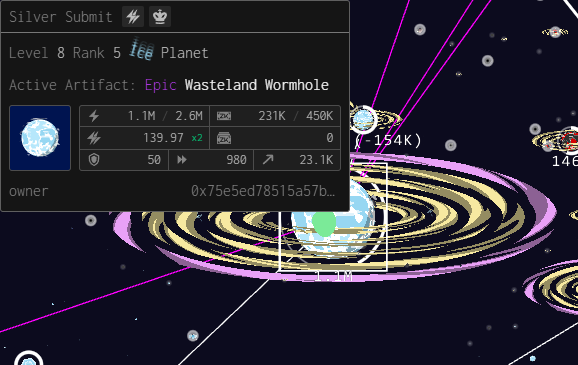 Silver Submit
Level 8 Rank 5 ice Planet
Active Artifact: Epic Wasteland Wormhole
1.1M / 2.6M 231K / 450K
139.97 x2 0
50 980 23.1K
owner 0x75e5ed78515a57b…
(-154K)
146
1.1M